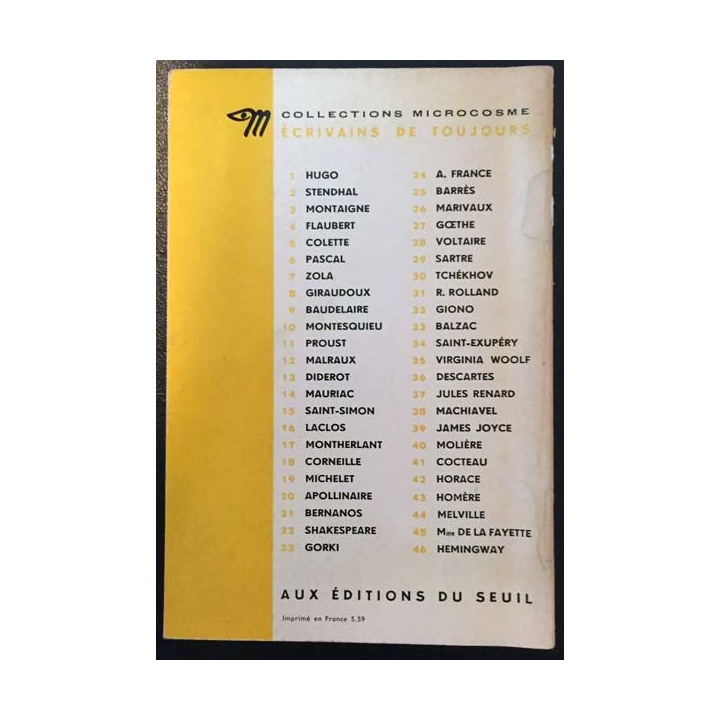 COLLECTIONS MICROCOSME
ÉCRIVAINS DE TOUJOURS
1 HUGO
2 STENDHAL
3 MONTAIGNE
4 FLAUBERT
5 COLETTE
6 PASCAL
7 ZOLA
8 GIRAUDOUX
9 BAUDELAIRE
10 MONTESQUIEU
11 PROUST
12 MALRAUX
13 DIDEROT
14 MAURIAC
15 SAINT-SIMON
16 LACLOS
17 MONTHERLANT
18 CORNEILLE
19 MICHELET
20 APOLLINAIRE
21 BERNANOS
22 SHAKESPEARE
23 GORKI
24 A. FRANCE
25 BARRÈS
26 MARIVAUX
27 GŒTHE
28 VOLTAIRE
29 SARTRE
30 TCHÉKHOV
31 R. ROLLAND
32 GIONO
33 BALZAC
34 SAINT-EXUPÉRY
35 VIRGINIA WOOLF
36 DESCARTES
37 JULES RENARD
38 MACHIAVEL
39 JAMES JOYCE
40 MOLIÈRE
41 COCTEAU
42 HORACE
43 HOMÈRE
44 MELVILLE
45 Mme DE LA FAYETTE
46 HEMINGWAY
AUX ÉDITIONS DU SEUIL
Imprimé en France 5.59